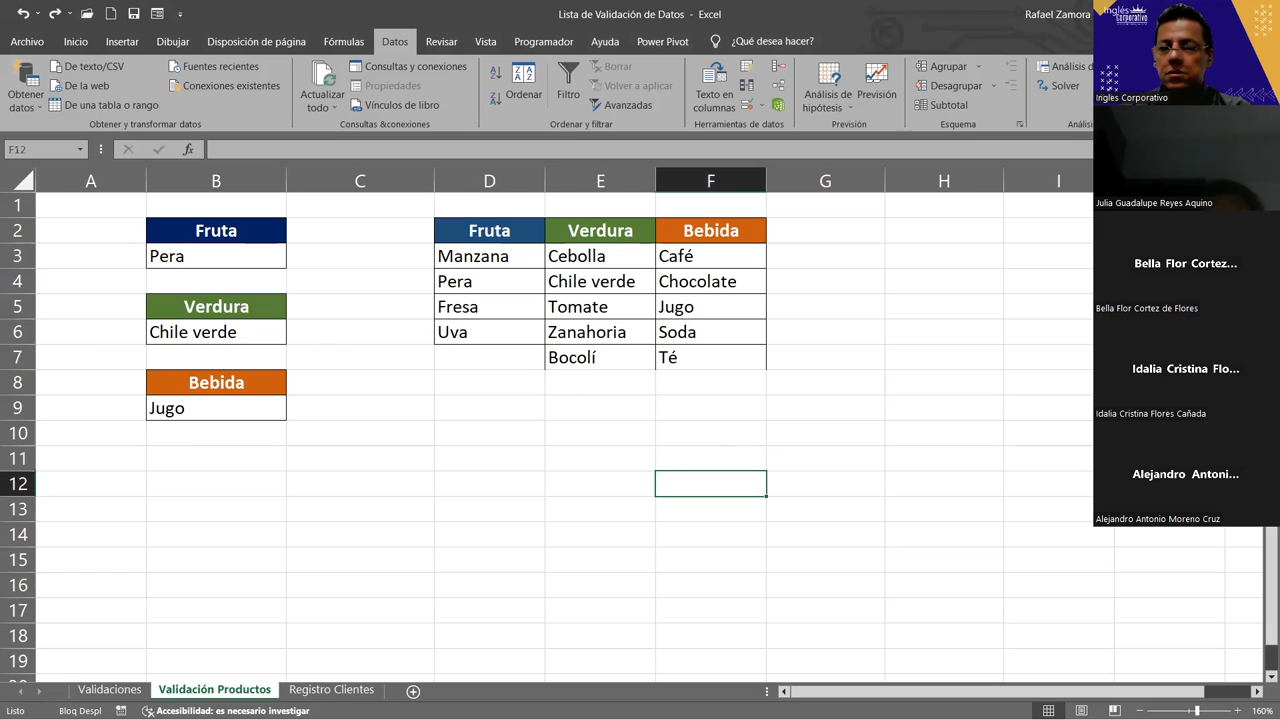 Lista de Validación de Datos - Excel
Rafael Zamora
Archivo Inicio Insertar Dibujar Disposición de página Fórmulas Datos Revisar Vista Programador Ayuda Power Pivot ¿Qué desea hacer?
Obtener datos
De texto/CSV
De la web
De una tabla o rango
Fuentes recientes
Conexiones existentes
Obtener y transformar datos
Actualizar todo
Consultas y conexiones
Propiedades
Vínculos de libro
Consultas&conexiones
Ordenar
Filtro
Borrar
Volver a aplicar
Avanzadas
Ordenar y filtrar
Texto en columnas
Herramientas de datos
Análisis de hipótesis
Previsión
Previsión
Agrupar
Desagrupar
Subtotal
Esquema
Análisis d
Solver
Anális
F12
fx
A B C D E F G H I
1
2 Fruta Fruta Verdura Bebida
3 Pera Manzana Cebolla Café
4 Pera Chile verde Chocolate
5 Verdura Fresa Tomate Jugo
6 Chile verde Uva Zanahoria Soda
7 Bocolí Té
8 Bebida
9 Jugo
10
11
12
13
14
15
16
17
18
19
Validaciones Validación Productos Registro Clientes
Listo Bloq Despl Accesibilidad: es necesario investigar 160%
Inglés Corporativo
Ingles Corporativo
Julia Guadalupe Reyes Aquino
Bella Flor Cortez...
Bella Flor Cortez de Flores
Idalia Cristina Flo...
Idalia Cristina Flores Cañada
Alejandro Antoni...
Alejandro Antonio Moreno Cruz